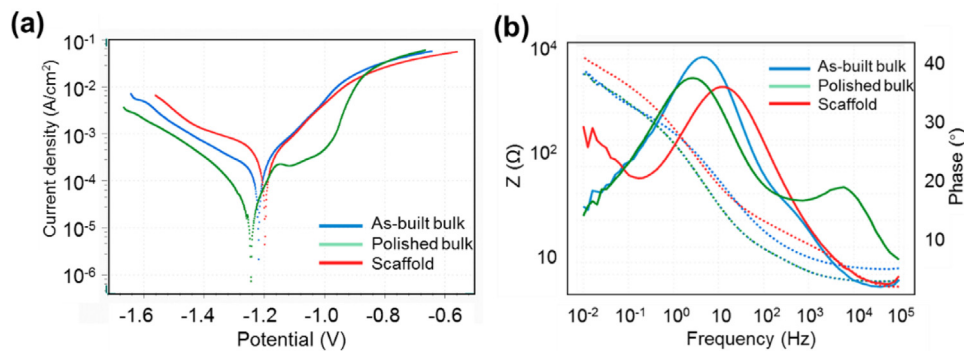 (a)
Current density (A/cm²)
10⁻¹
10⁻²
10⁻³
10⁻⁴
10⁻⁵
10⁻⁶
As-built bulk
Polished bulk
Scaffold
-1.6 -1.4 -1.2 -1.0 -0.8 -0.6
Potential (V)
(b)
Z (Ω)
10⁴
10²
10
As-built bulk
Polished bulk
Scaffold
40
30
20
10
Phase (°)
10⁻² 10⁻¹ 10⁰ 10¹ 10² 10³ 10⁴ 10⁵
Frequency (Hz)